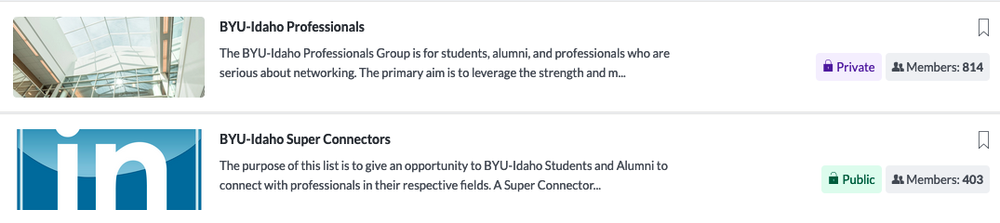 BYU-Idaho Professionals
The BYU-Idaho Professionals Group is for students, alumni, and professionals who are
serious about networking. The primary aim is to leverage the strength and m...
Private
Members: 814
in
BYU-Idaho Super Connectors
The purpose of this list is to give an opportunity to BYU-Idaho Students and Alumni to
connect with professionals in their respective fields. A Super Connector...
Public
Members: 403